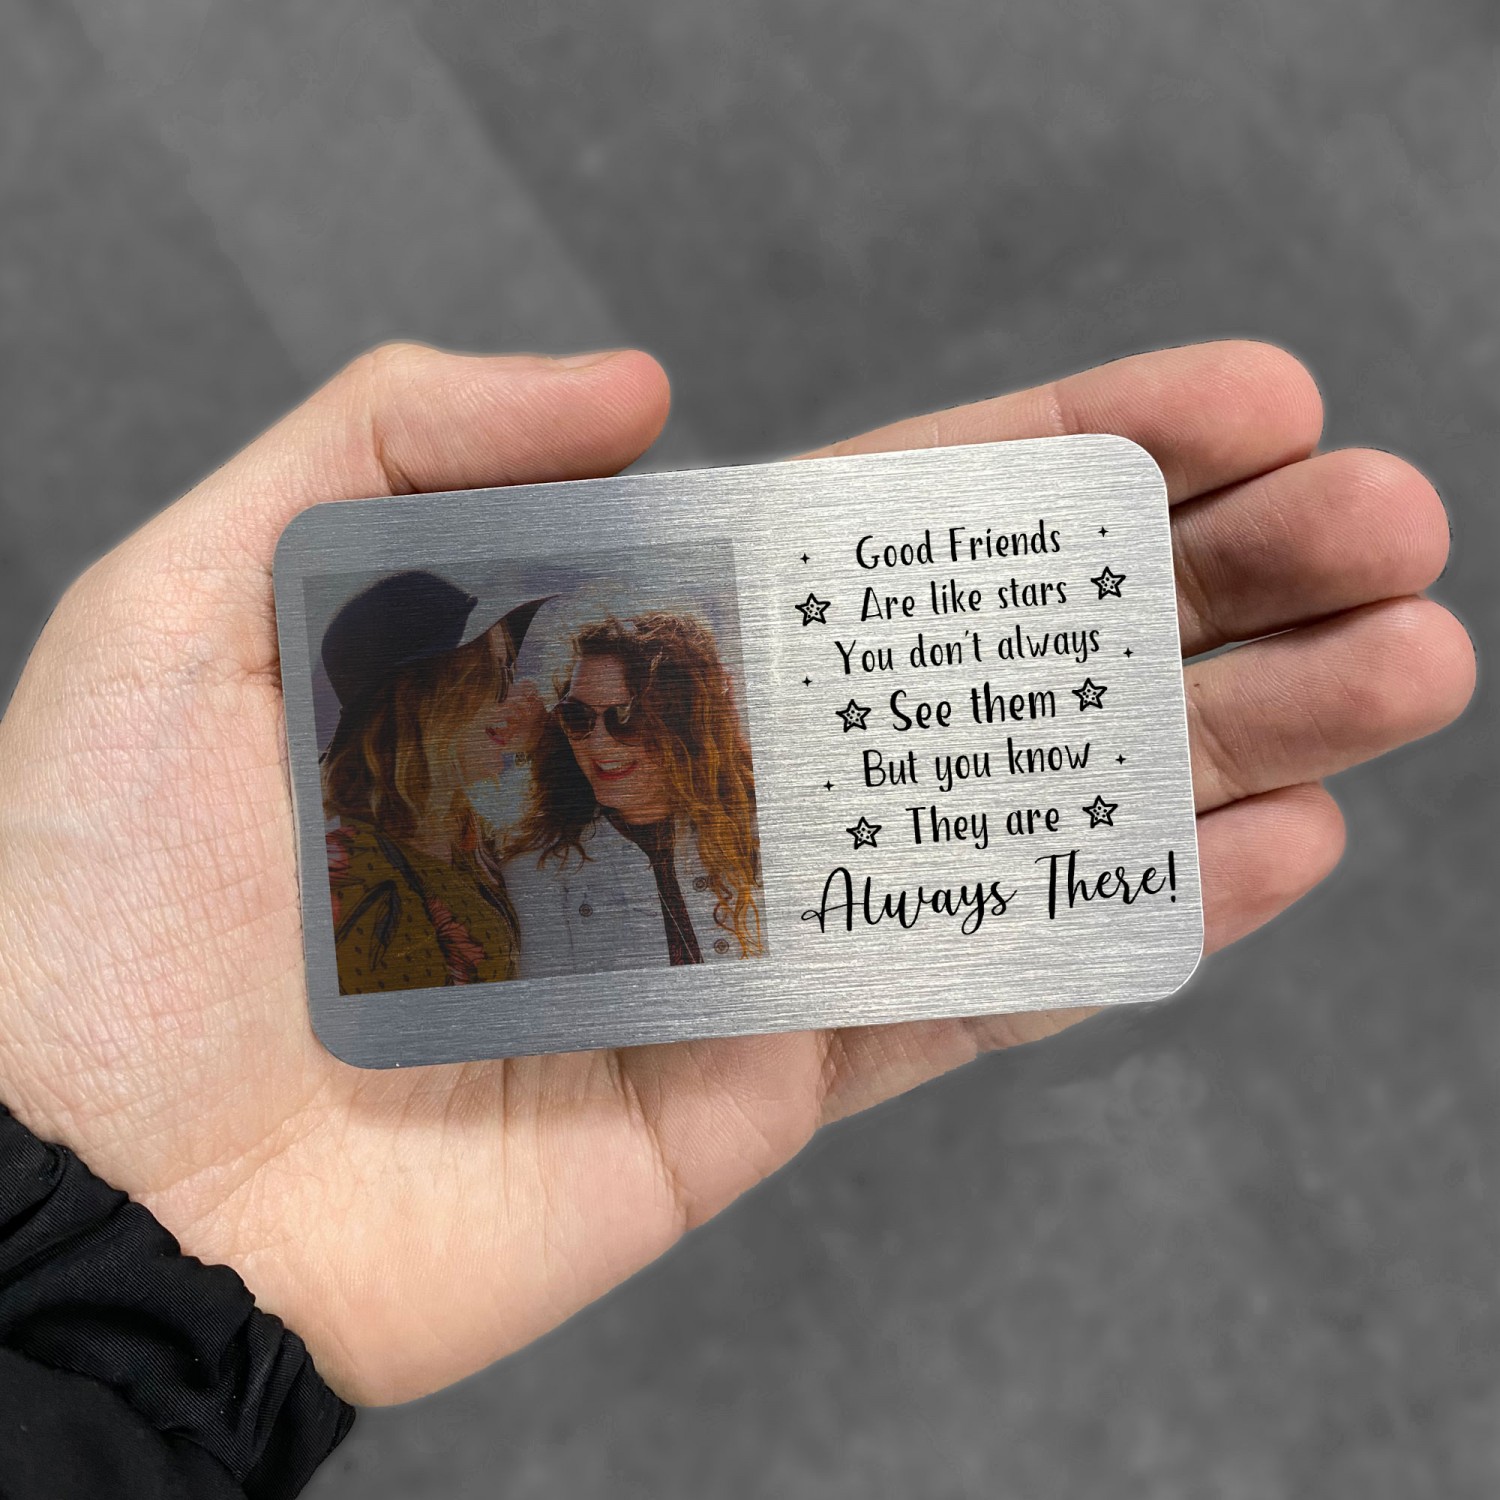 Good Friends
Are like stars
You don't always
See them
But you know
They are
Always There!